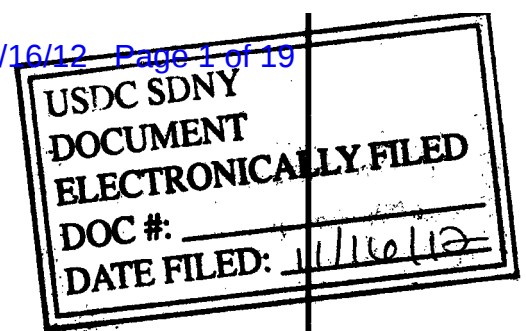 /16/12 Page 1 of 19
USDC SDNY
DOCUMENT
ELECTRONICALLY FILED
DOC #:
DATE FILED: 11/16/12